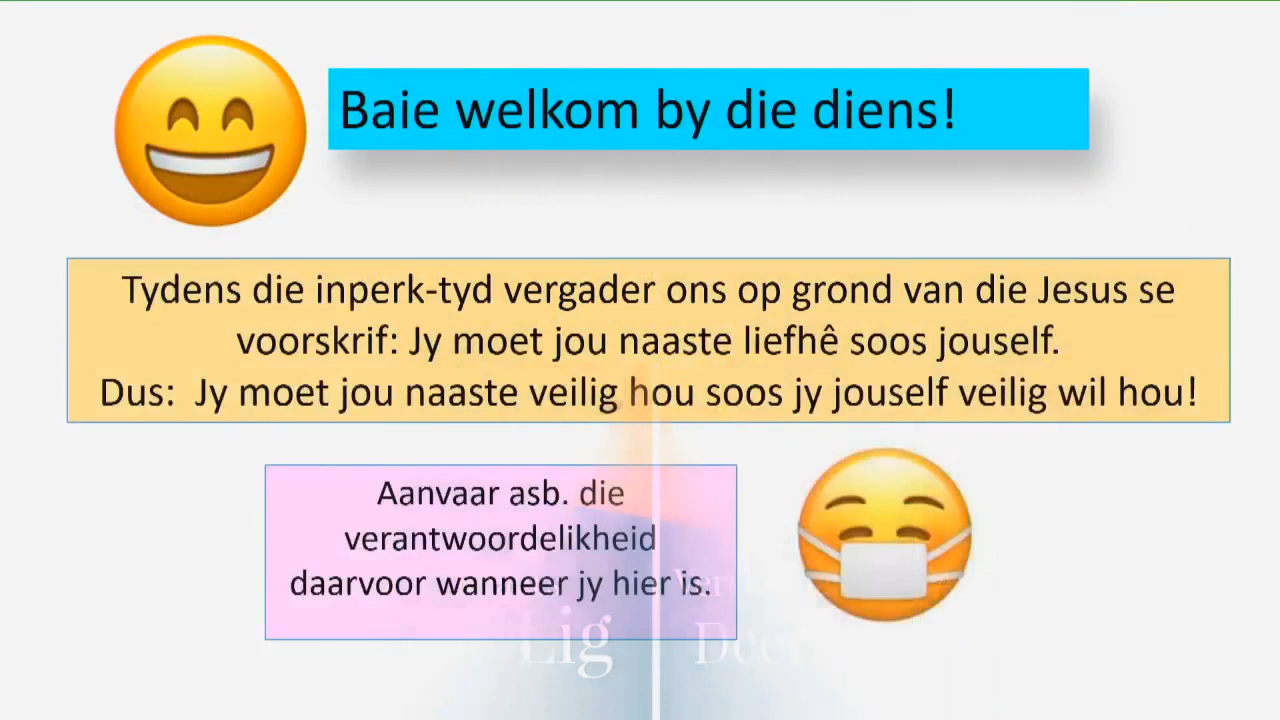 Baie welkom by die diens!
Tydens die inperk-tyd vergader ons op grond van die Jesus se
voorskrif: Jy moet jou naaste liefhê soos jouself.
Dus: Jy moet jou naaste veilig hou soos jy jouself veilig wil hou!
Aanvaar asb. die
verantwoordelikheid
daarvoor wanneer jy hier is.
Lig